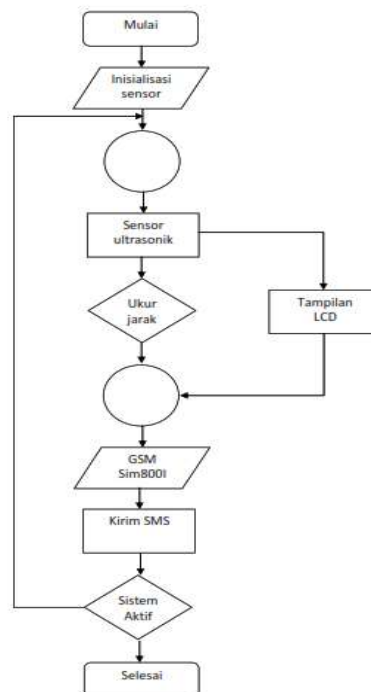 Mulai
Inisialisasi
sensor
Sensor
ultrasonik
Ukur
jarak
Tampilan
LCD
GSM
Sim800l
Kirim SMS
Sistem
Aktif
Selesai